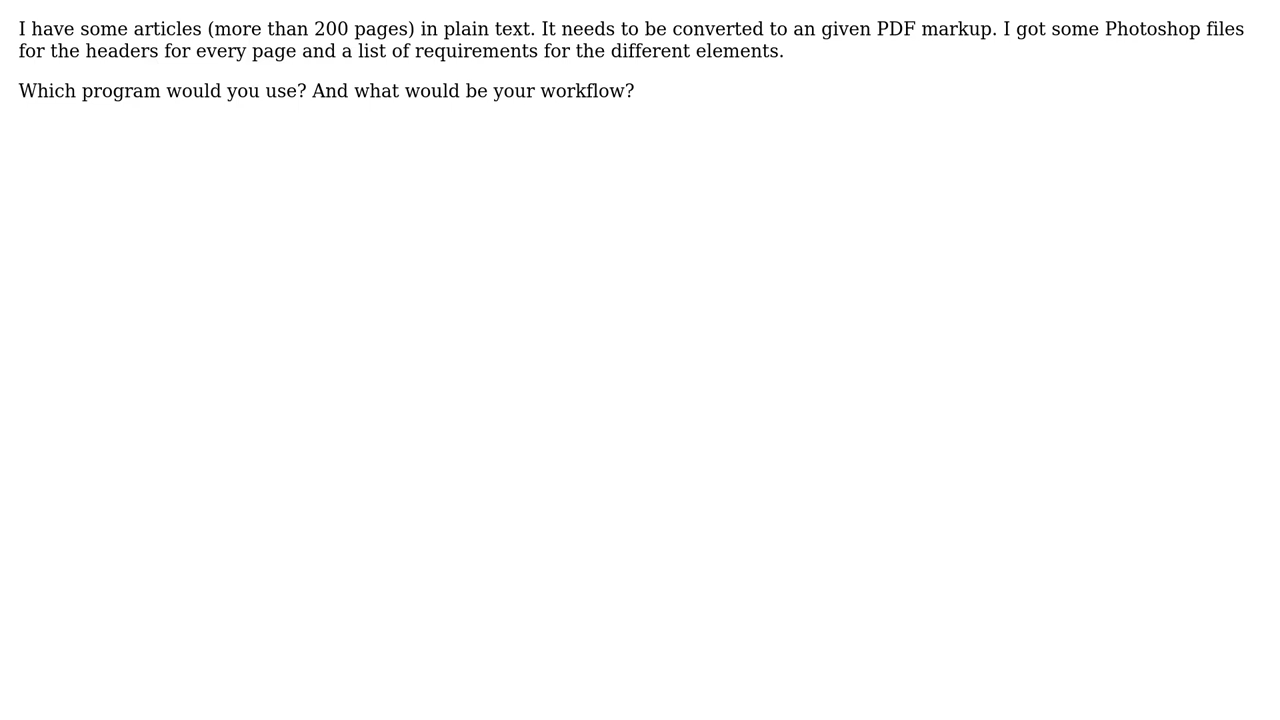 I have some articles (more than 200 pages) in plain text. It needs to be converted to an given PDF markup. I got some Photoshop files
for the headers for every page and a list of requirements for the different elements.
Which program would you use? And what would be your workflow?